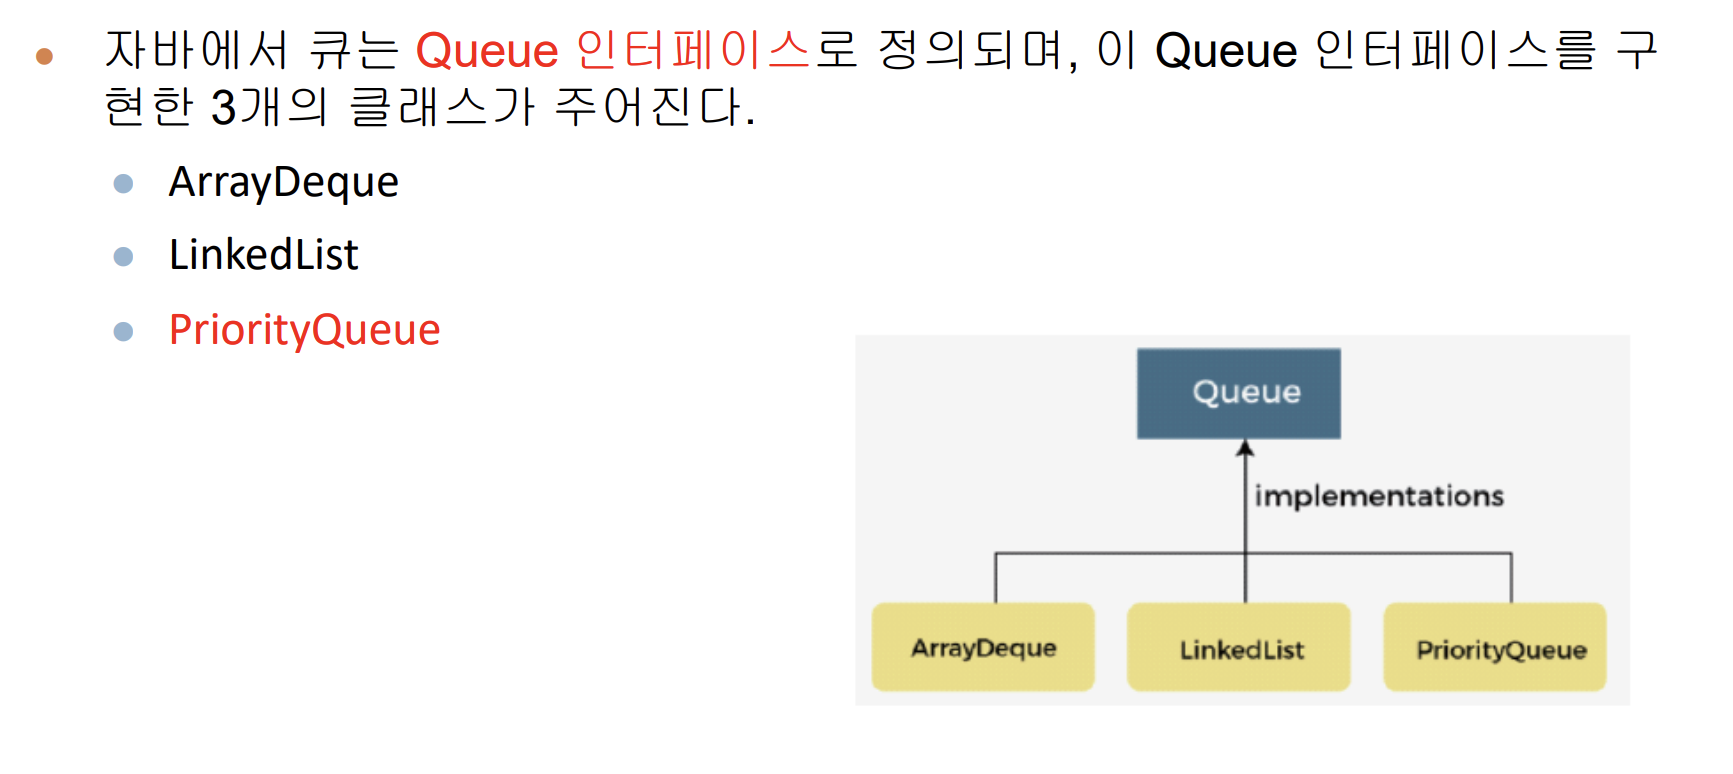 자바에서 큐는 Queue 인터페이스로 정의되며, 이 Queue 인터페이스를 구
현한 3개의 클래스가 주어진다.
ArrayDeque
LinkedList
PriorityQueue
Queue
implementations
ArrayDeque
LinkedList
PriorityQueue